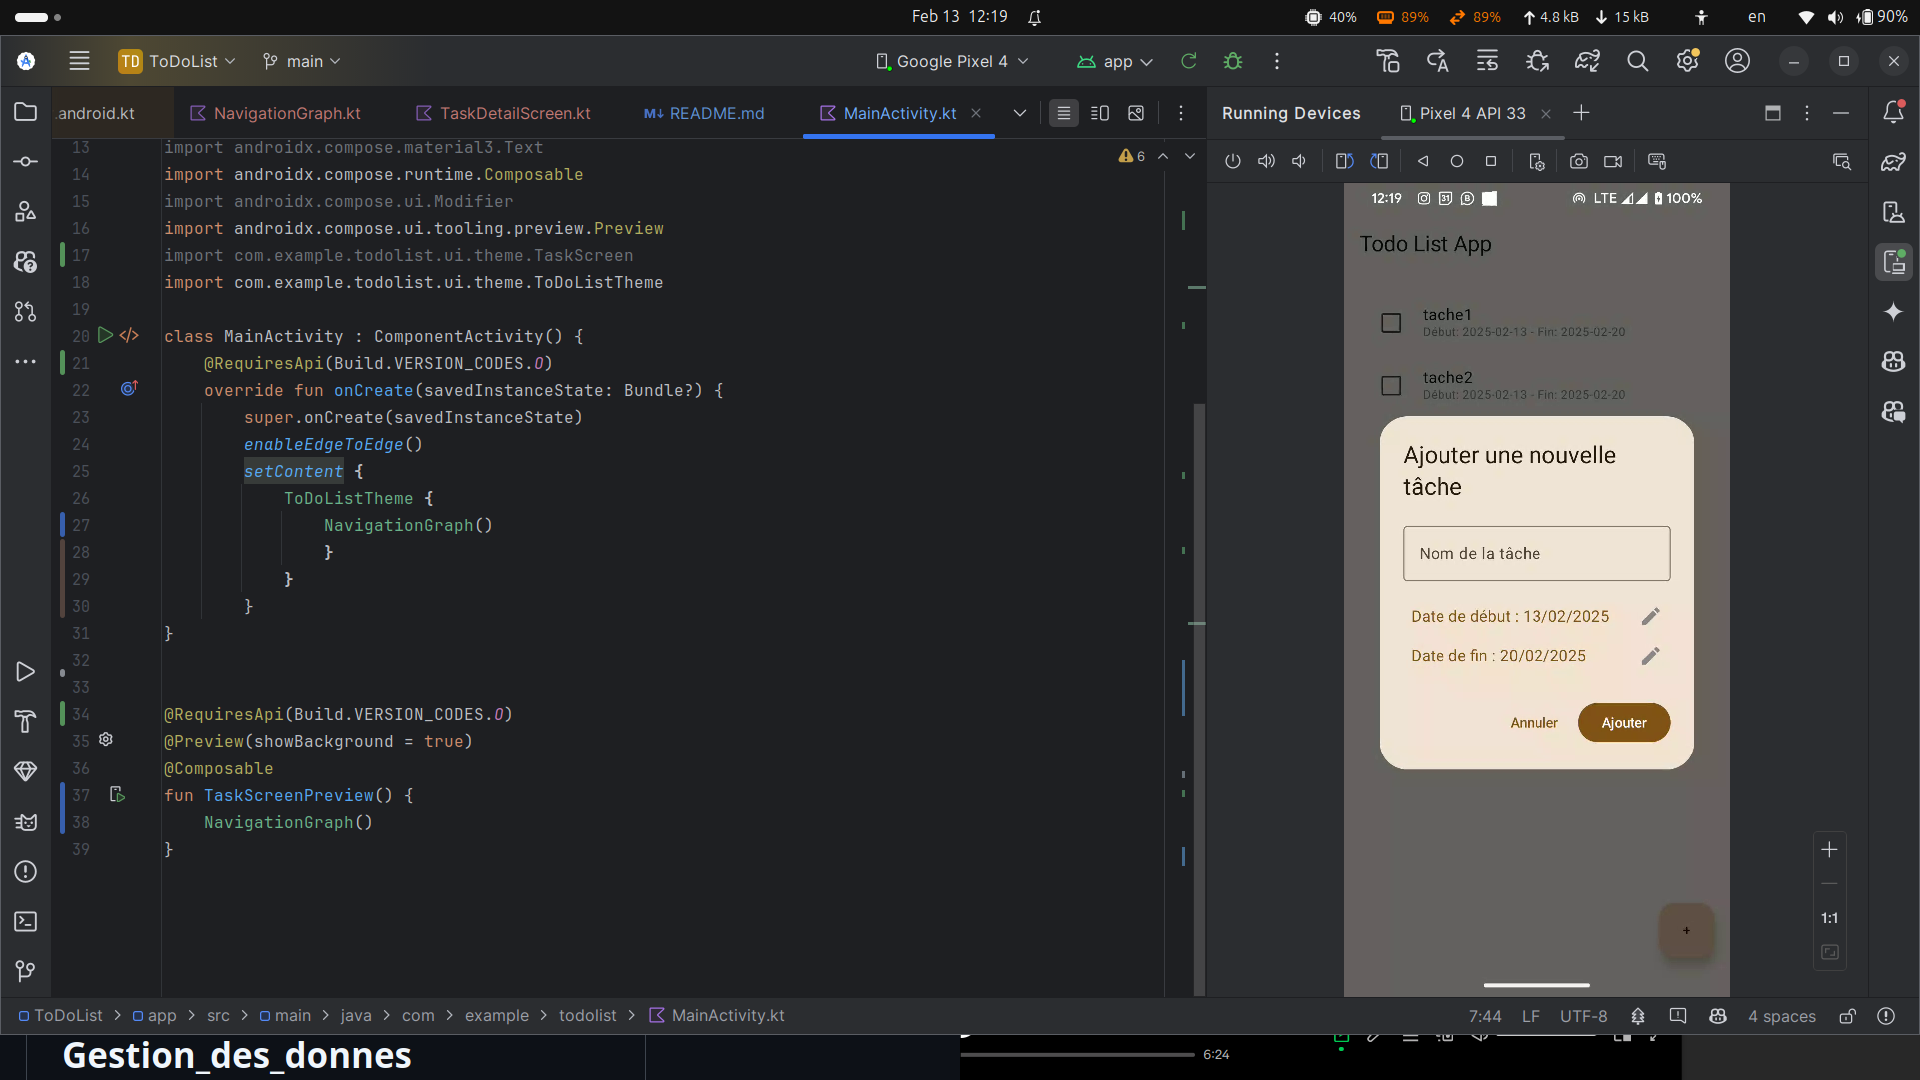 Feb 13 12:19
40% 89% 89% 4.8 kB 15 kB en 90%
TD ToDoList main Google Pixel 4 app
.android.kt NavigationGraph.kt TaskDetailScreen.kt M↓ README.md MainActivity.kt
Running Devices Pixel 4 API 33
6
13 import androidx.compose.material3.Text
14 import androidx.compose.runtime.Composable
15 import androidx.compose.ui.Modifier
16 import androidx.compose.ui.tooling.preview.Preview
17 import com.example.todolist.ui.theme.TaskScreen
18 import com.example.todolist.ui.theme.ToDoListTheme
19
20 class MainActivity : ComponentActivity() {
21 @RequiresApi(Build.VERSION_CODES.O)
22 override fun onCreate(savedInstanceState: Bundle?) {
23 super.onCreate(savedInstanceState)
24 enableEdgeToEdge()
25 setContent {
26 ToDoListTheme {
27 NavigationGraph()
28 }
29 }
30 }
31 }
32
33
34 @RequiresApi(Build.VERSION_CODES.O)
35 @Preview(showBackground = true)
36 @Composable
37 fun TaskScreenPreview() {
38 NavigationGraph()
39 }
12:19 31 LTE 100%
Todo List App
tache1
Début: 2025-02-13 - Fin: 2025-02-20
tache2
Début: 2025-02-13 - Fin: 2025-02-20
Ajouter une nouvelle
tâche
Nom de la tâche
Date de début : 13/02/2025
Date de fin : 20/02/2025
Annuler Ajouter
+
1:1
ToDoList > app > src > main > java > com > example > todolist > MainActivity.kt
7:44 LF UTF-8 4 spaces
Gestion_des_donnes
6:24